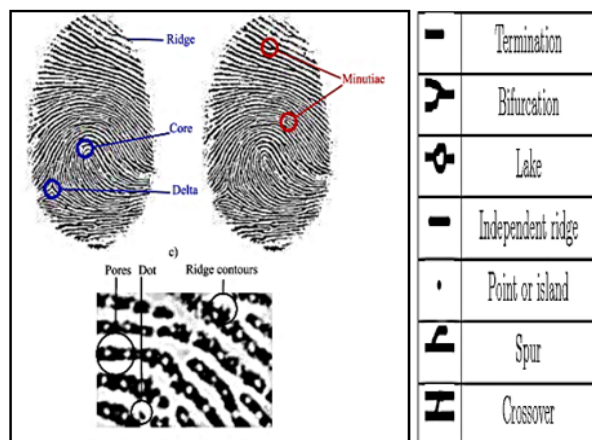 Ridge
Minutiae
Core
Delta
c)
Pores Dot Ridge contours
Termination
Bifurcation
Lake
Independent ridge
Point or island
Spur
Crossover